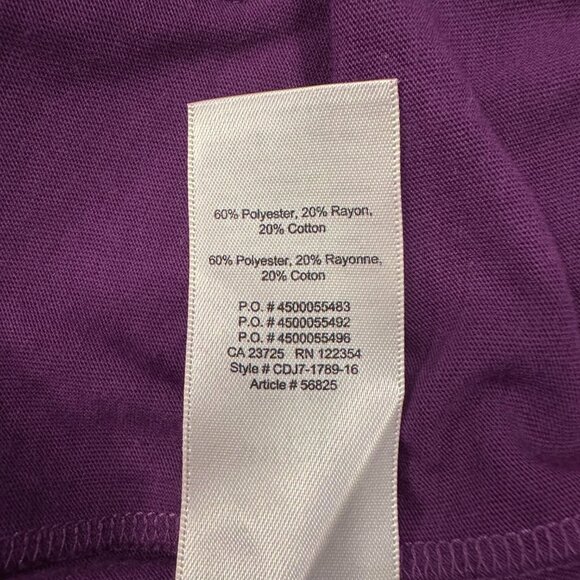 60% Polyester, 20% Rayon,
20% Cotton
60% Polyester, 20% Rayonne,
20% Coton
P.O. # 4500055483
P.O. # 4500055492
P.O. # 4500055496
CA 23725 RN 122354
Style # CDJ7-1789-16
Article # 56825